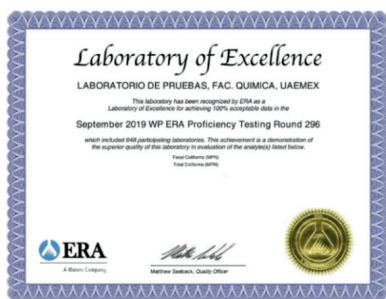 Laboratory of Excellence
LABORATORIO DE PRUEBAS, FAC. QUIMICA, UAEMEX
This laboratory has been recognized by ERA as a
Laboratory of Excellence for achieving 100% acceptable data in the
September 2019 WP ERA Proficiency Testing Round 296
which included 648 participating laboratories. This achievement is a demonstration of
the superior quality of this laboratory in evaluation of the analyte(s) listed below.
Fecal Coliforms (MPN)
Total Coliforms (MPN)
ERA
A Waters Company
Matthew Seebeck, Quality Officer